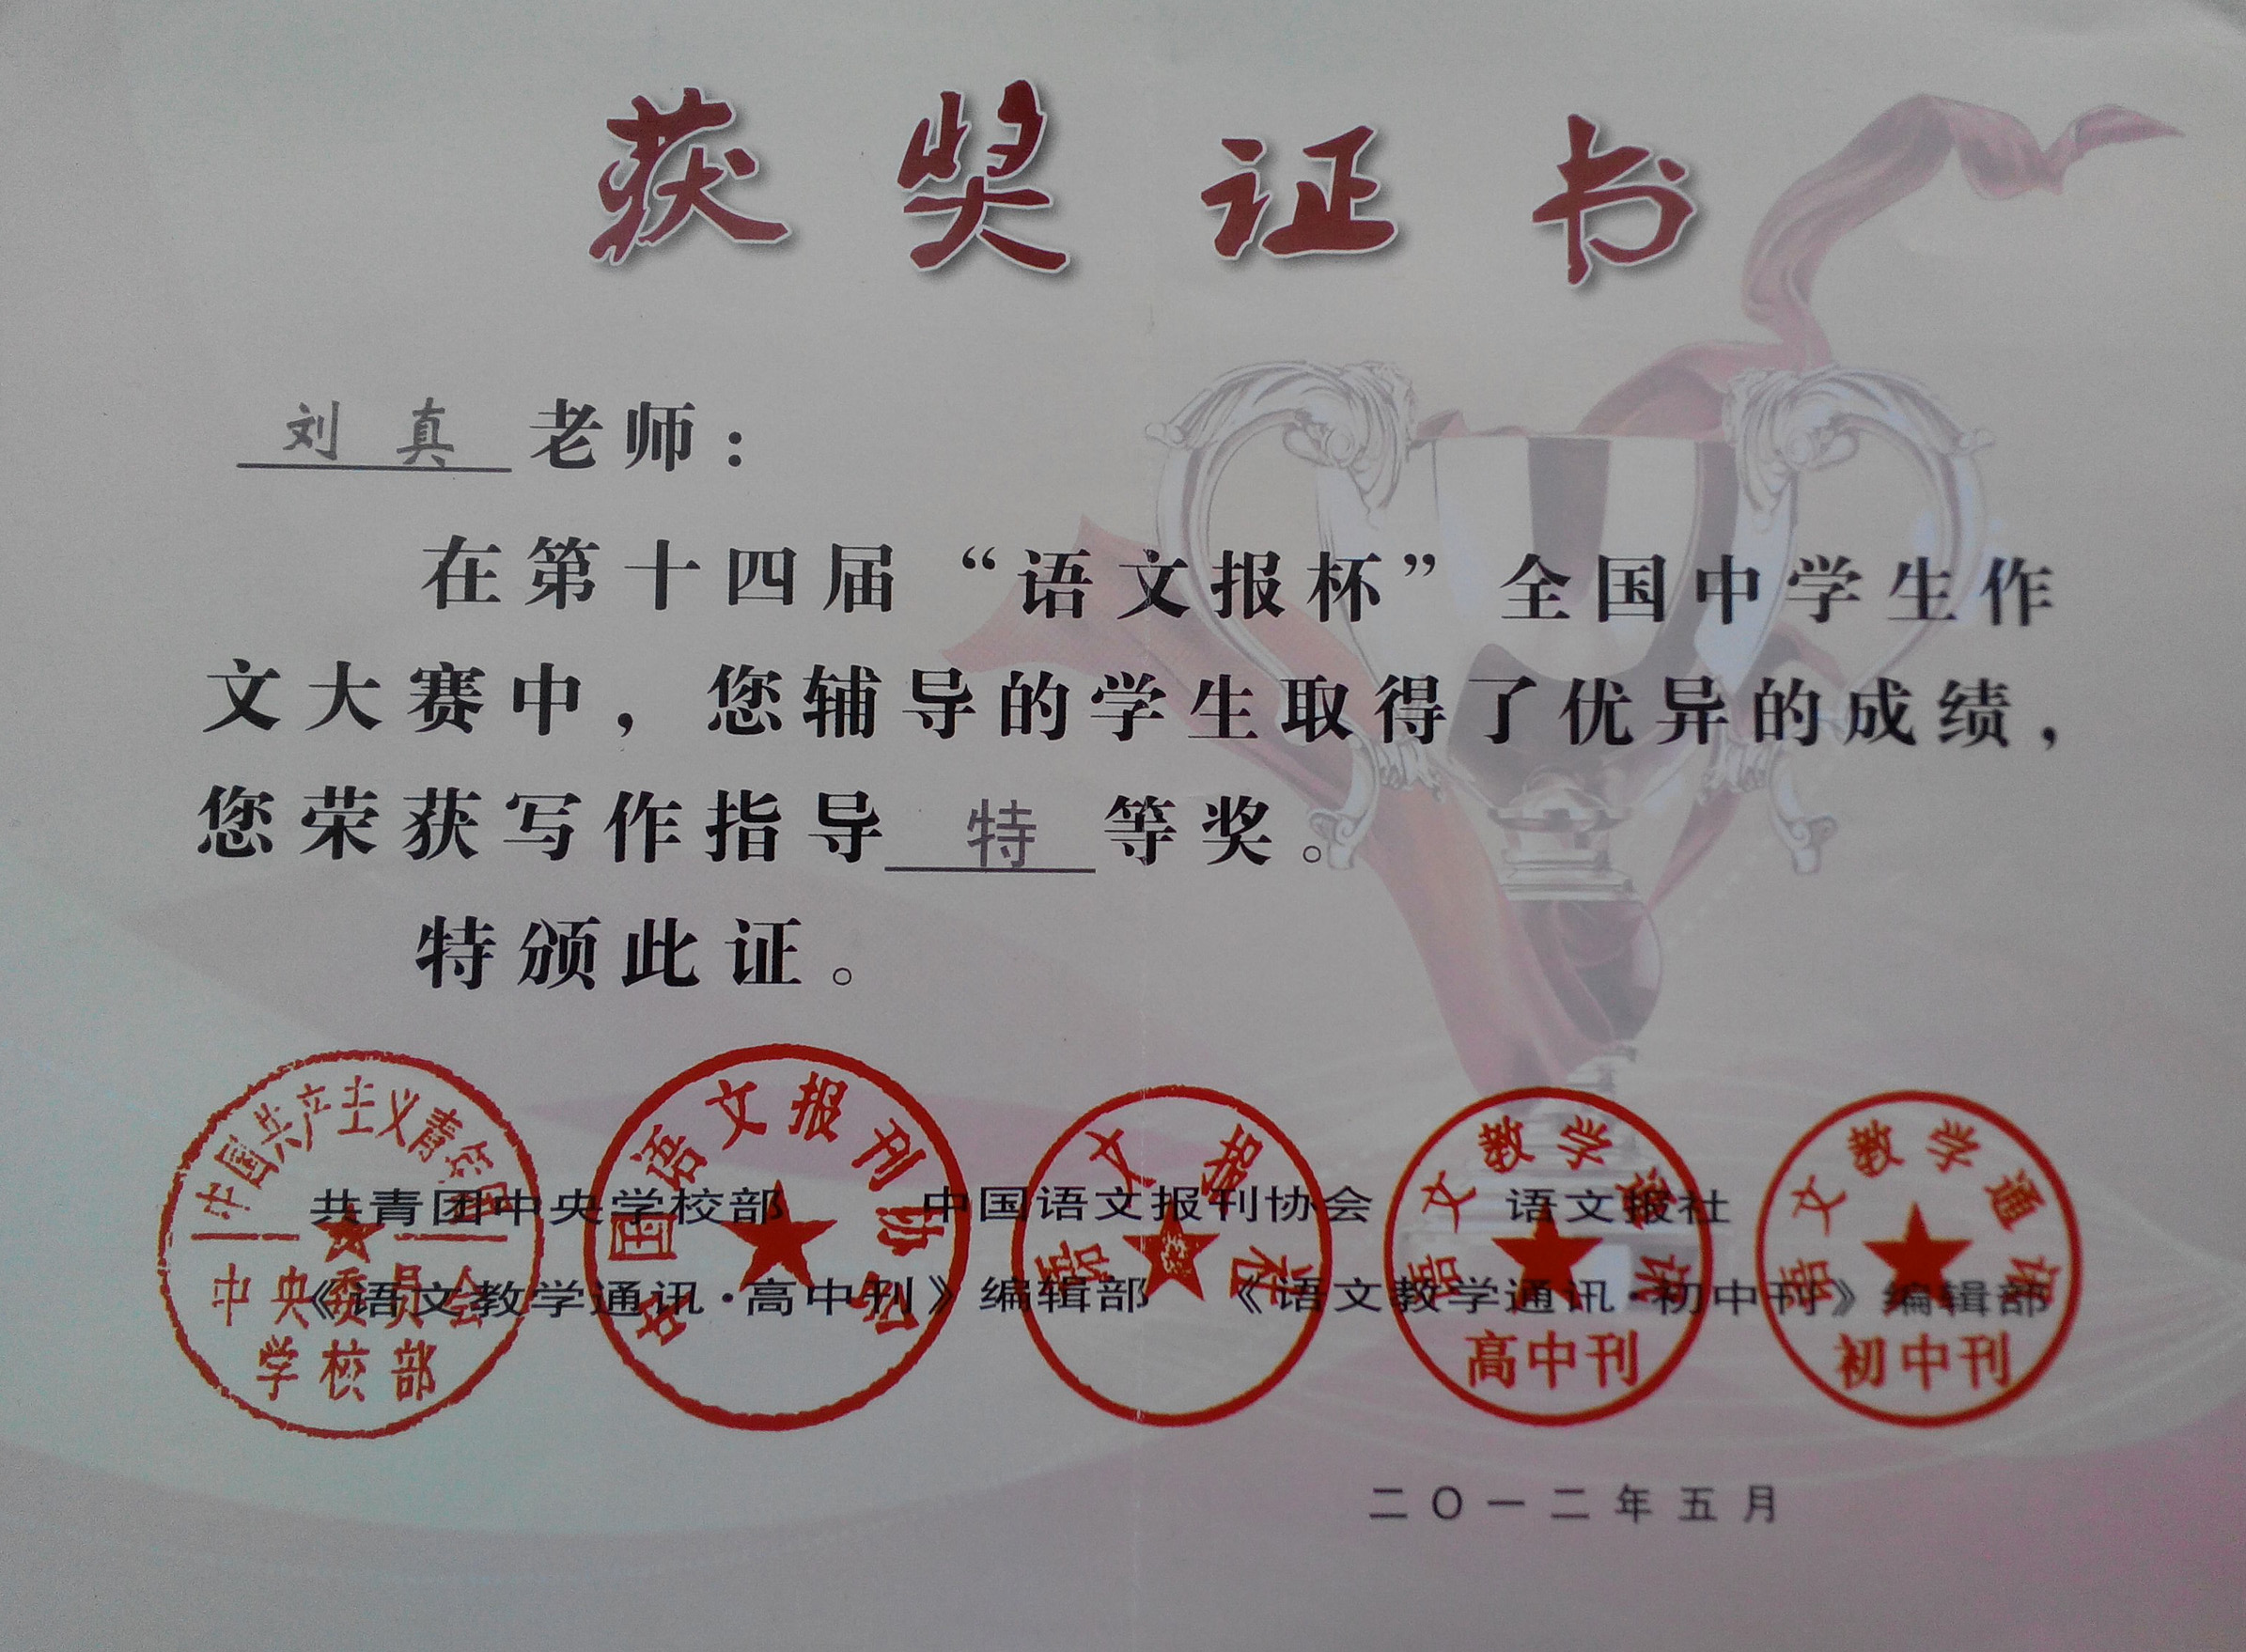 获奖证书
刘真老师：
在第十四届“语文报杯”全国中学生作
文大赛中，您辅导的学生取得了优异的成绩，
您荣获写作指导特等奖。
特颁此证。
共青团中央学校部 中国语文报刊协会 语文报社
《语文教学通讯·高中刊》编辑部 《语文教学通讯·初中刊》编辑部
中国共产主义青年团
中央委员会
学校部
中国语文报刊协会
语文报社
语文教学通讯
高中刊
语文教学通讯
初中刊
二〇一二年五月